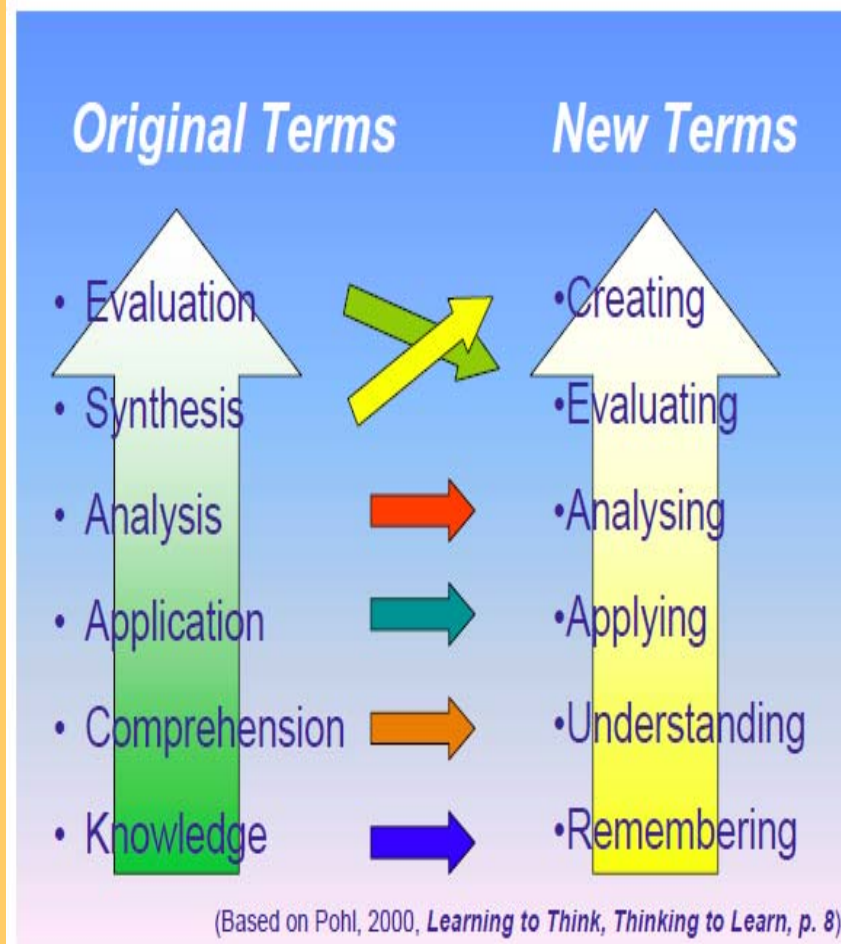 Original Terms
New Terms
• Evaluation
• Synthesis
• Analysis
• Application
• Comprehension
• Knowledge
•Creating
•Evaluating
•Analysing
•Applying
•Understanding
•Remembering
(Based on Pohl, 2000, Learning to Think, Thinking to Learn, p. 8)